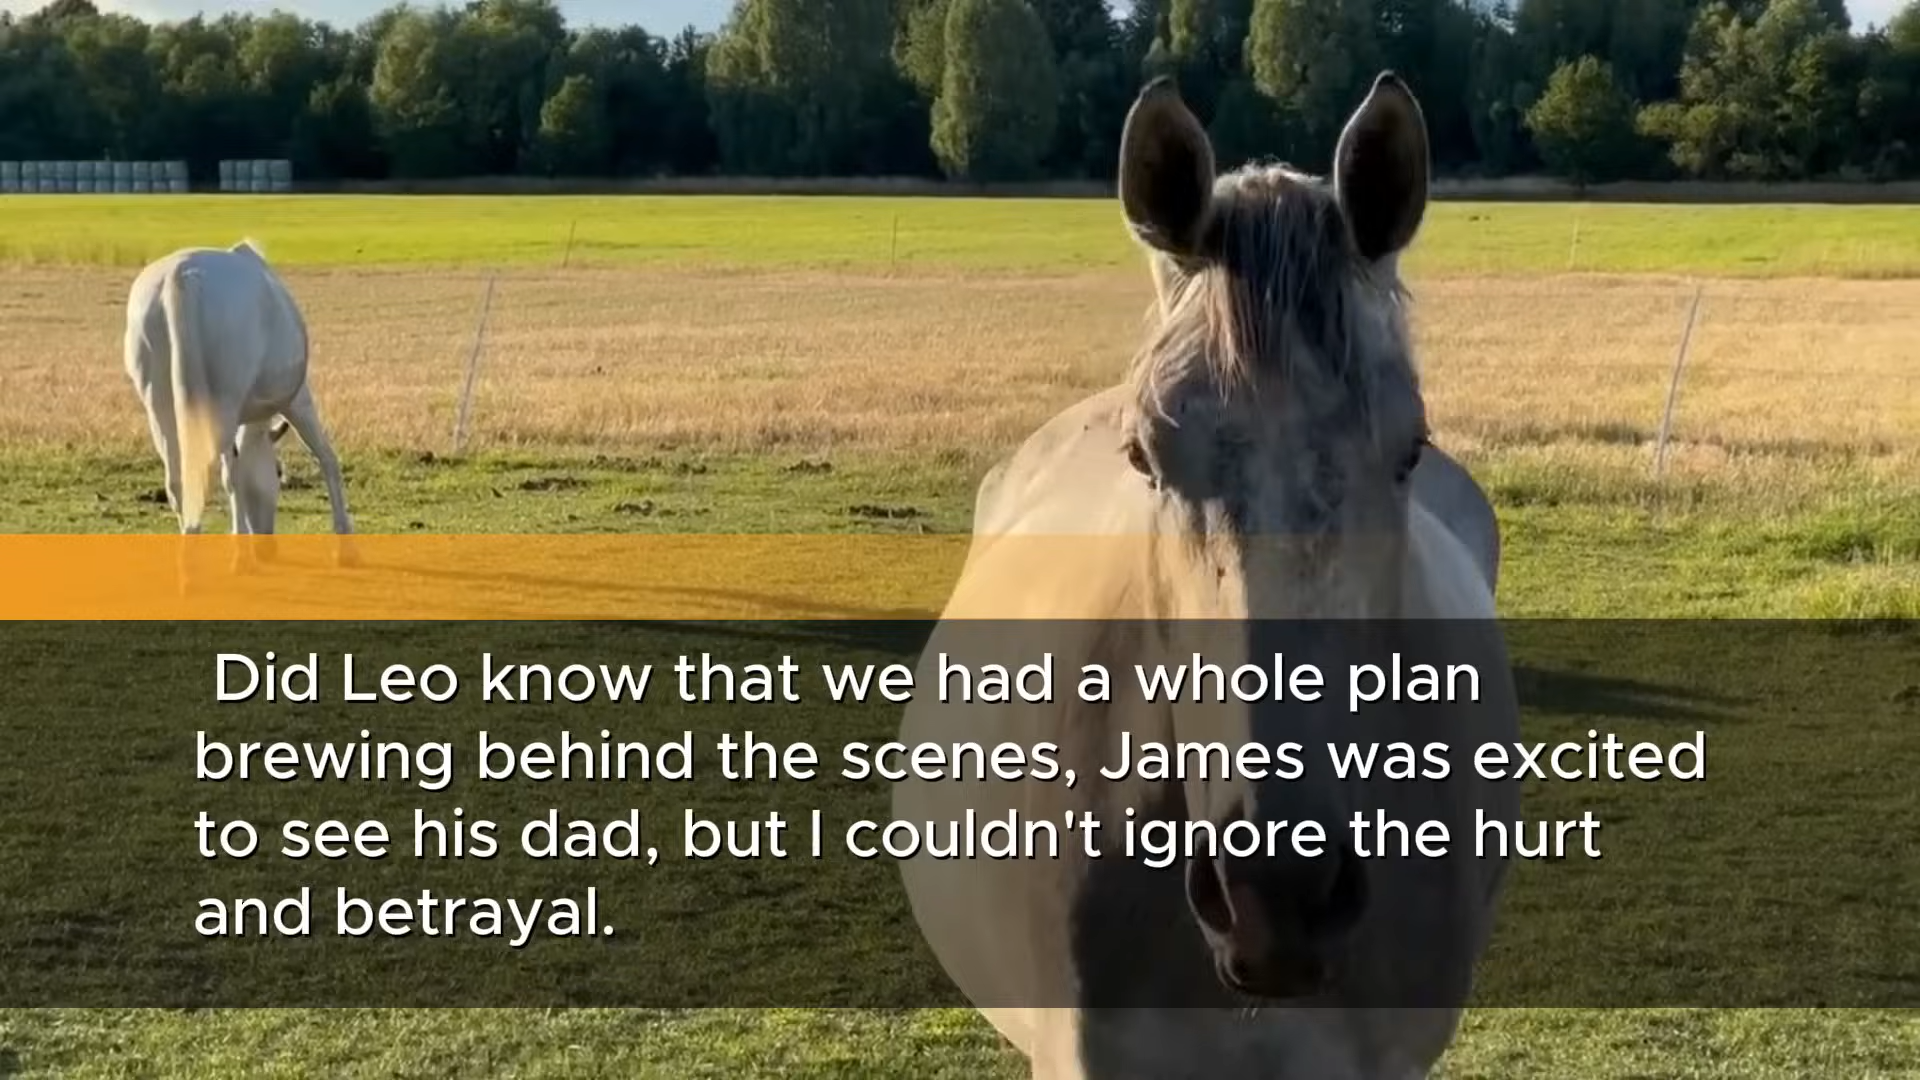 Did Leo know that we had a whole plan
brewing behind the scenes, James was excited
to see his dad, but I couldn't ignore the hurt
and betrayal.